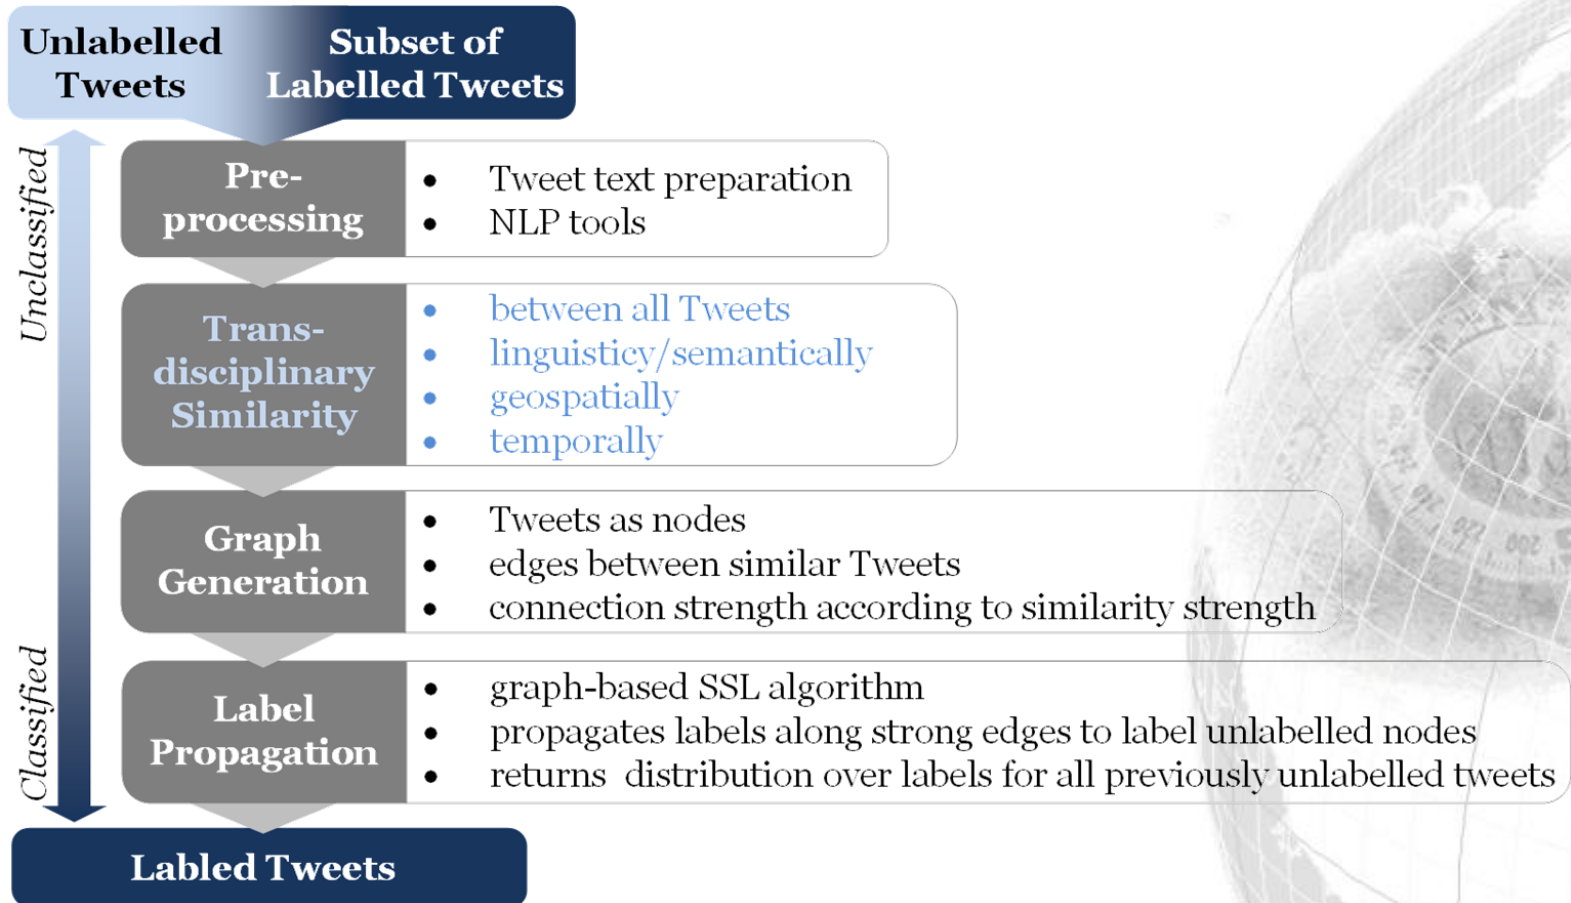 Unlabelled
Tweets
Subset of
Labelled Tweets
Unclassified
Pre-
processing
• Tweet text preparation
• NLP tools
Trans-
disciplinary
Similarity
• between all Tweets
• linguisticy/semantically
• geospatially
• temporally
Graph
Generation
• Tweets as nodes
• edges between similar Tweets
• connection strength according to similarity strength
Classified
Label
Propagation
• graph-based SSL algorithm
• propagates labels along strong edges to label unlabelled nodes
• returns distribution over labels for all previously unlabelled tweets
Labled Tweets